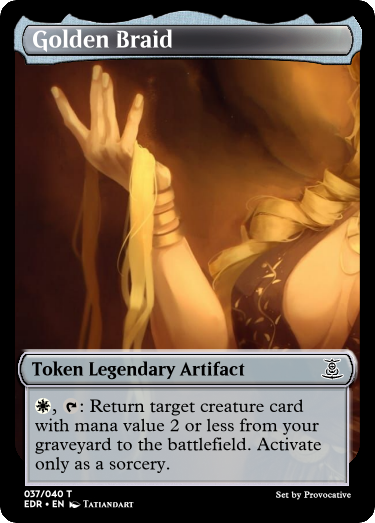 Golden Braid
Token Legendary Artifact
, : Return target creature card
with mana value 2 or less from your
graveyard to the battlefield. Activate
only as a sorcery.
037/040 T
EDR • EN Tatiandart
Set by Provocative